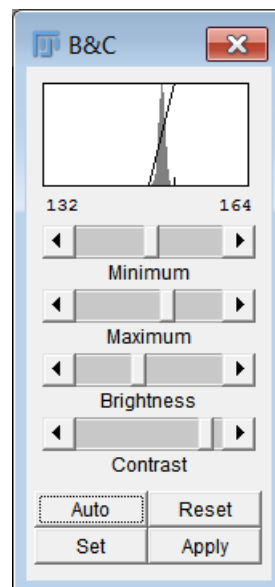 B&C
132 164
Minimum
Maximum
Brightness
Contrast
Auto Reset
Set Apply